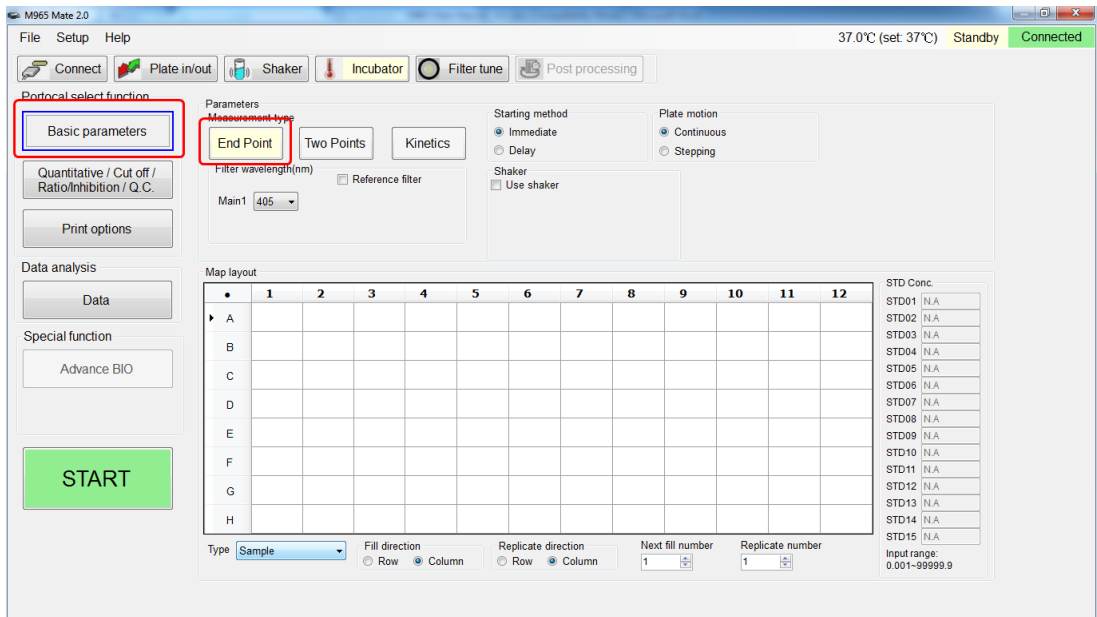 M965 Mate 2.0
File Setup Help
37.0℃ (set: 37℃) Standby Connected
Connect Plate in/out Shaker Incubator Filter tune Post processing
Portocal select function
Basic parameters
Quantitative / Cut off /
Ratio/Inhibition / Q.C.
Print options
Data analysis
Data
Special function
Advance BIO
START
Parameters
Measurement type
End Point Two Points Kinetics
Filter wavelength(nm)
Reference filter
Main1 405
Starting method
Immediate
Delay
Plate motion
Continuous
Stepping
Shaker
Use shaker
Map layout
1 2 3 4 5 6 7 8 9 10 11 12
A
B
C
D
E
F
G
H
STD Conc.
STD01 N.A
STD02 N.A
STD03 N.A
STD04 N.A
STD05 N.A
STD06 N.A
STD07 N.A
STD08 N.A
STD09 N.A
STD10 N.A
STD11 N.A
STD12 N.A
STD13 N.A
STD14 N.A
STD15 N.A
Input range:
0.001~99999.9
Type Sample
Fill direction
Row Column
Replicate direction
Row Column
Next fill number
1
Replicate number
1